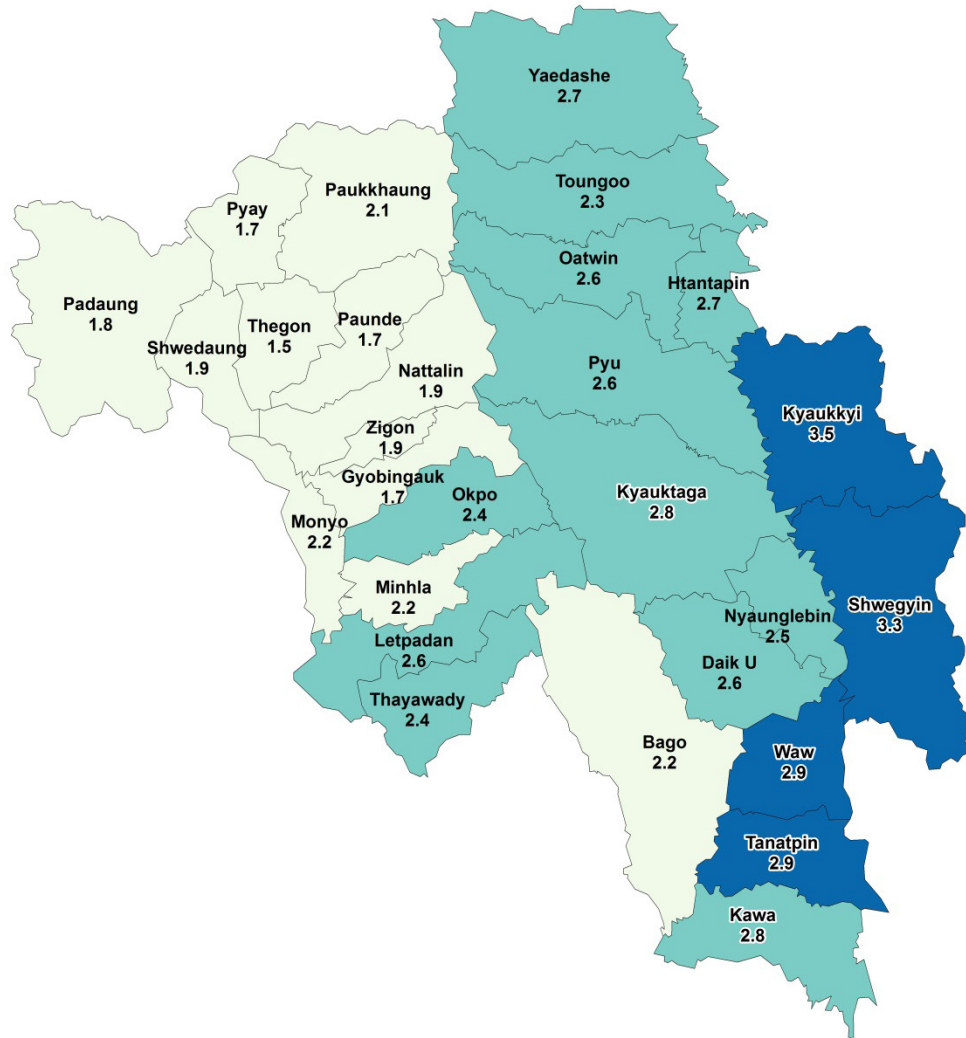 Yaedashe
2.7
Toungoo
2.3
Paukkhaung
2.1
Pyay
1.7
Oatwin
2.6
Htantapin
2.7
Padaung
1.8
Shwedaung
1.9
Thegon
1.5
Paunde
1.7
Nattalin
1.9
Pyu
2.6
Kyaukkyi
3.5
Zigon
1.9
Gyobingauk
1.7
Okpo
2.4
Kyauktaga
2.8
Monyo
2.2
Minhla
2.2
Shwegyin
3.3
Nyaunglebin
2.5
Letpadan
2.6
Daik U
2.6
Thayawady
2.4
Bago
2.2
Waw
2.9
Tanatpin
2.9
Kawa
2.8